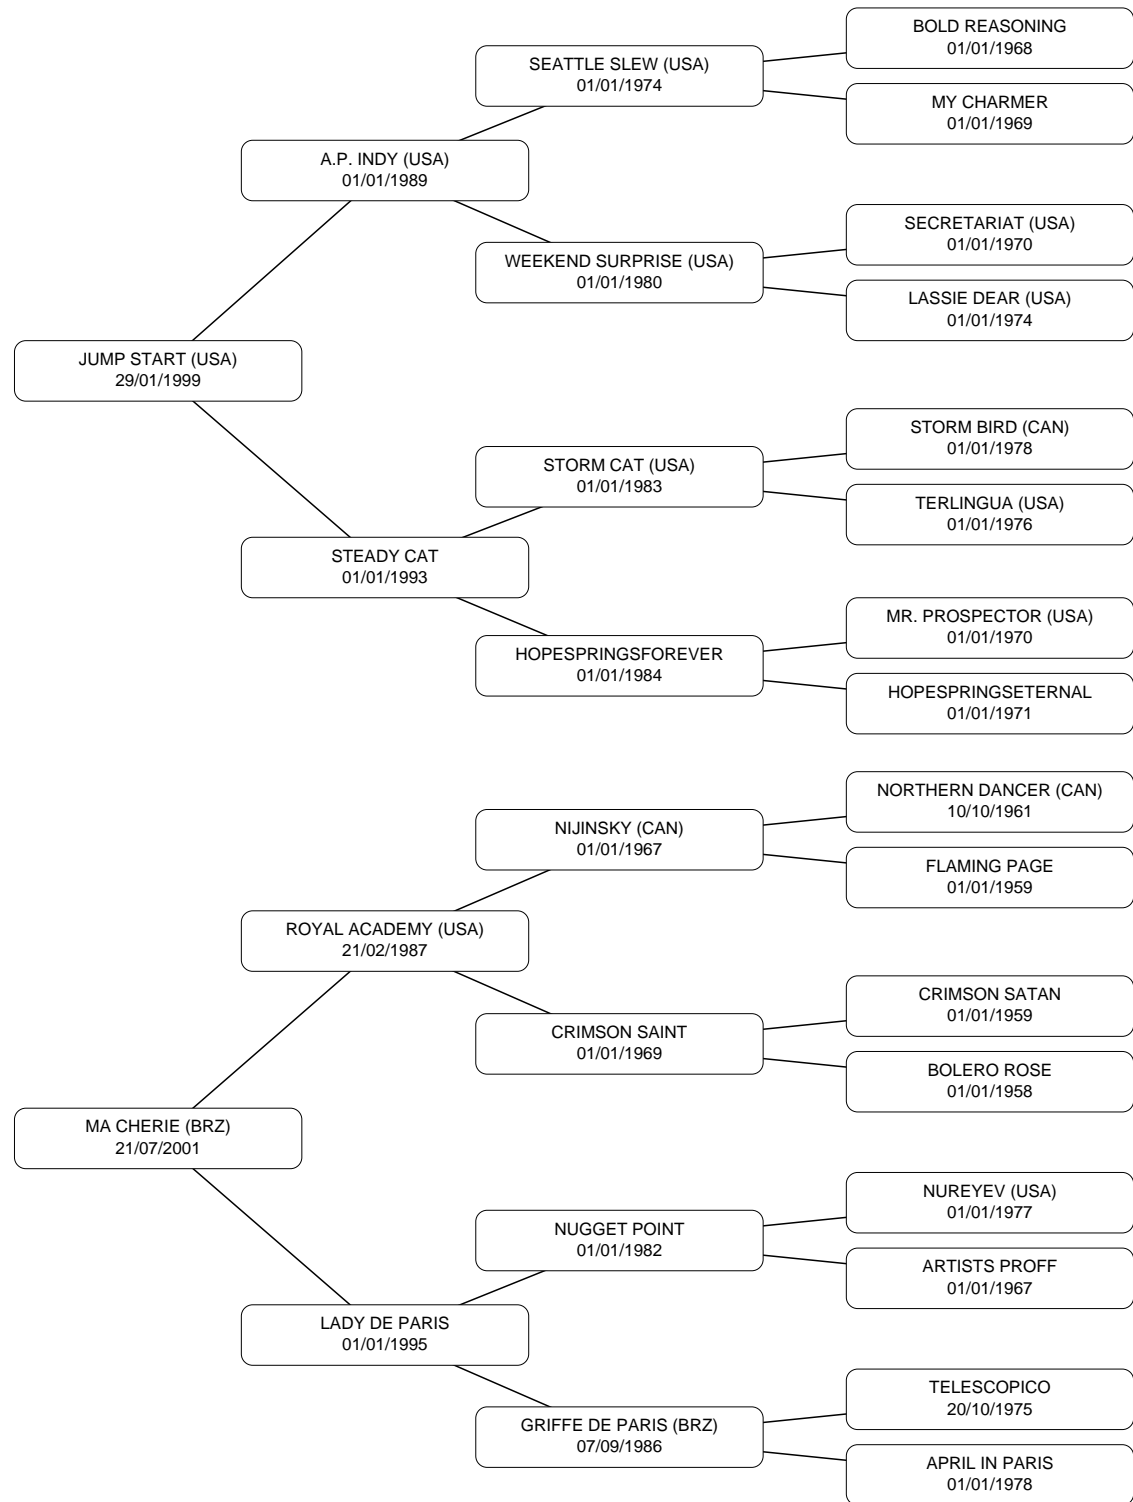 BOLD REASONING
01/01/1968
SEATTLE SLEW (USA)
01/01/1974
MY CHARMER
01/01/1969
A.P. INDY (USA)
01/01/1989
SECRETARIAT (USA)
01/01/1970
WEEKEND SURPRISE (USA)
01/01/1980
LASSIE DEAR (USA)
01/01/1974
JUMP START (USA)
29/01/1999
STORM BIRD (CAN)
01/01/1978
STORM CAT (USA)
01/01/1983
TERLINGUA (USA)
01/01/1976
STEADY CAT
01/01/1993
MR. PROSPECTOR (USA)
01/01/1970
HOPESPRINGSFOREVER
01/01/1984
HOPESPRINGSETERNAL
01/01/1971
NORTHERN DANCER (CAN)
10/10/1961
NIJINSKY (CAN)
01/01/1967
FLAMING PAGE
01/01/1959
ROYAL ACADEMY (USA)
21/02/1987
CRIMSON SATAN
01/01/1959
CRIMSON SAINT
01/01/1969
BOLERO ROSE
01/01/1958
MA CHERIE (BRZ)
21/07/2001
NUREYEV (USA)
01/01/1977
NUGGET POINT
01/01/1982
ARTISTS PROFF
01/01/1967
LADY DE PARIS
01/01/1995
TELESCOPICO
20/10/1975
GRIFFE DE PARIS (BRZ)
07/09/1986
APRIL IN PARIS
01/01/1978